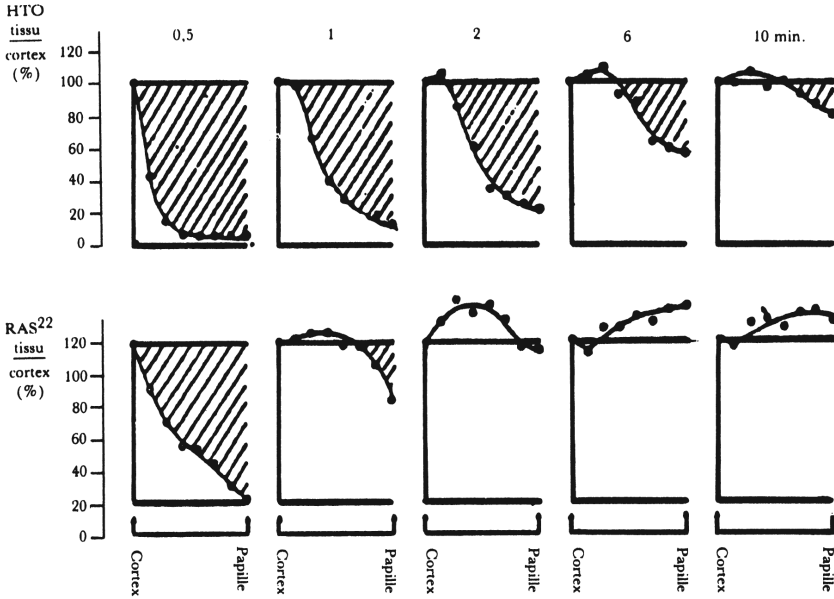 HTO
tissu
cortex
(%)
0,5
1
2
6
10 min.
120
100
80
60
40
20
0
RAS22
tissu
cortex
(%)
120
100
80
60
40
20
0
Cortex
Papille
Cortex
Papille
Cortex
Papille
Cortex
Papille
Cortex
Papille